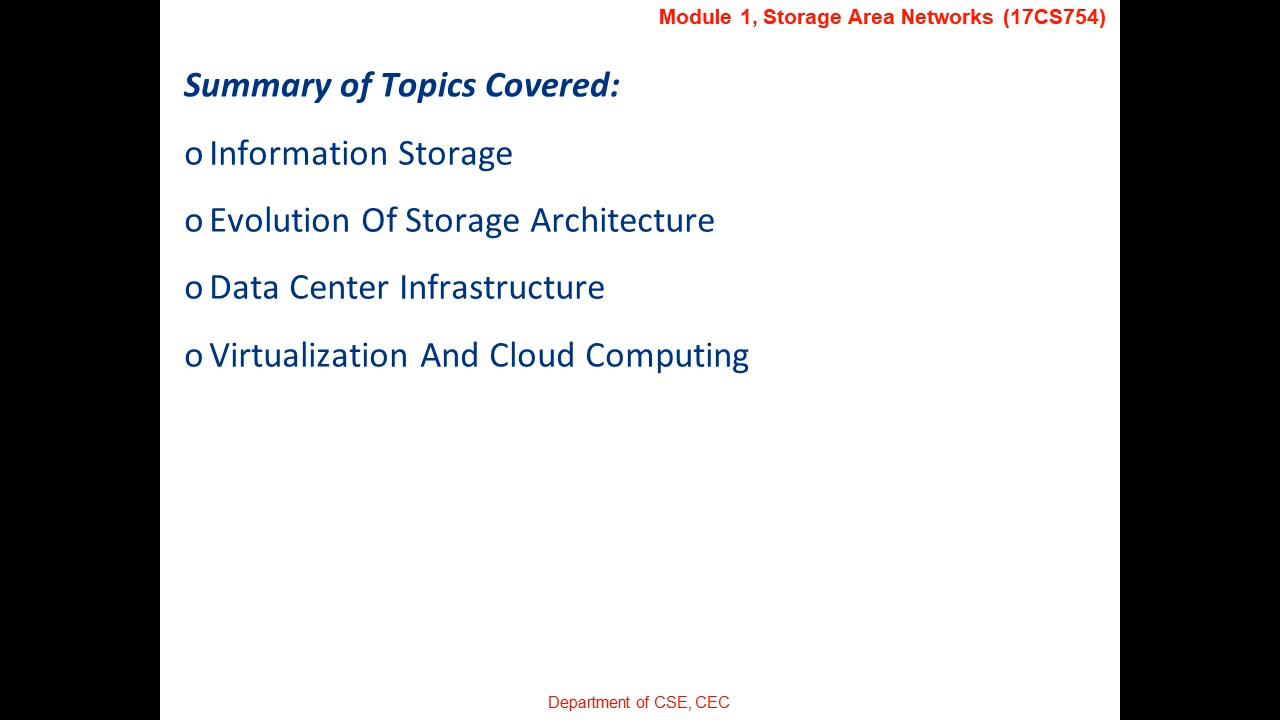 Module 1, Storage Area Networks (17CS754)
Summary of Topics Covered:
o Information Storage
o Evolution Of Storage Architecture
o Data Center Infrastructure
o Virtualization And Cloud Computing
Department of CSE, CEC